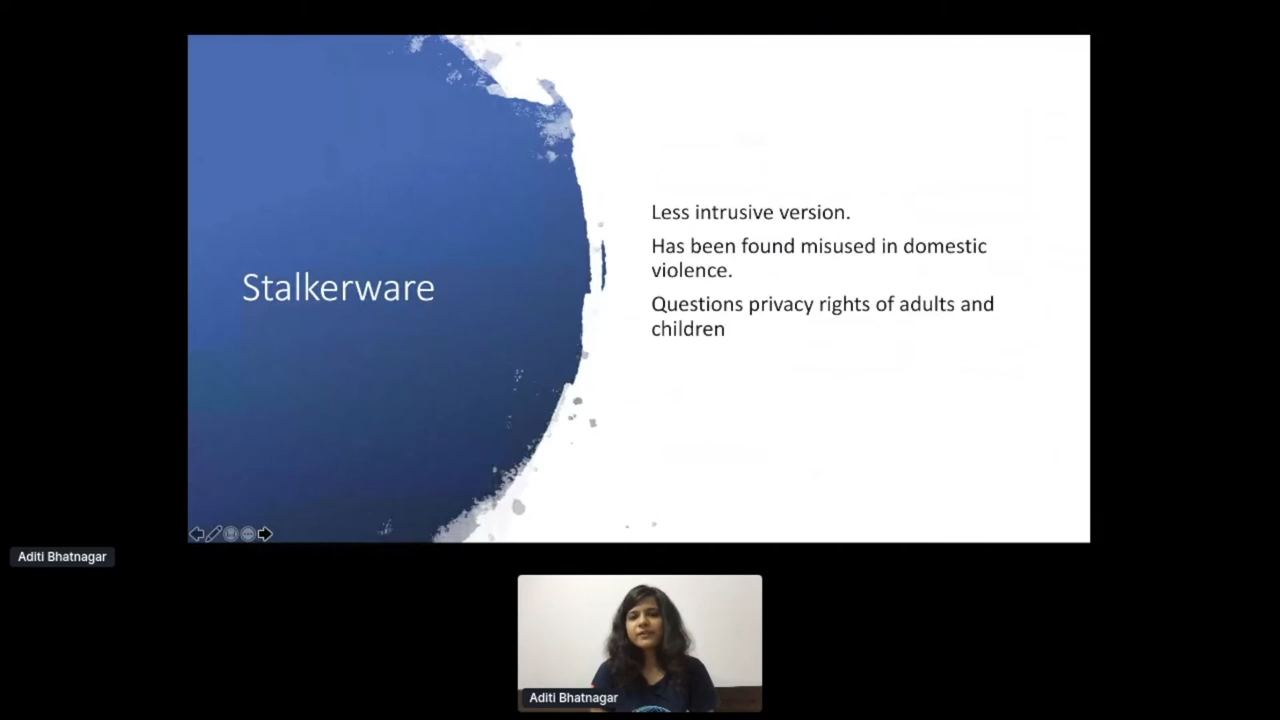 Stalkerware
Less intrusive version.
Has been found misused in domestic
violence.
Questions privacy rights of adults and
children
Aditi Bhatnagar
Aditi Bhatnagar